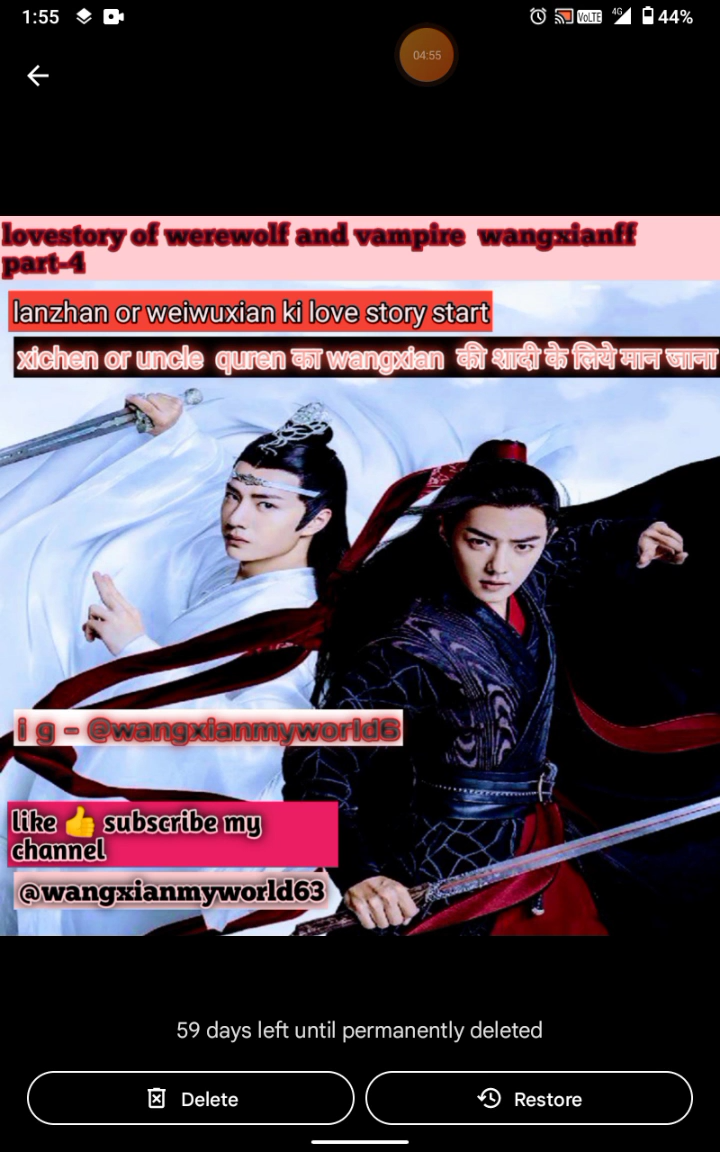 1:55
VoLTE 4G 44%
04:55
lovestory of werewolf and vampire wangxianff
part-4
lanzhan or weiwuxian ki love story start
xichen or uncle quren का wangxian की शादी के लिये मान जाना
i g - @wangxianmyworld6
like 👍 subscribe my
channel
@wangxianmyworld63
59 days left until permanently deleted
Delete
Restore